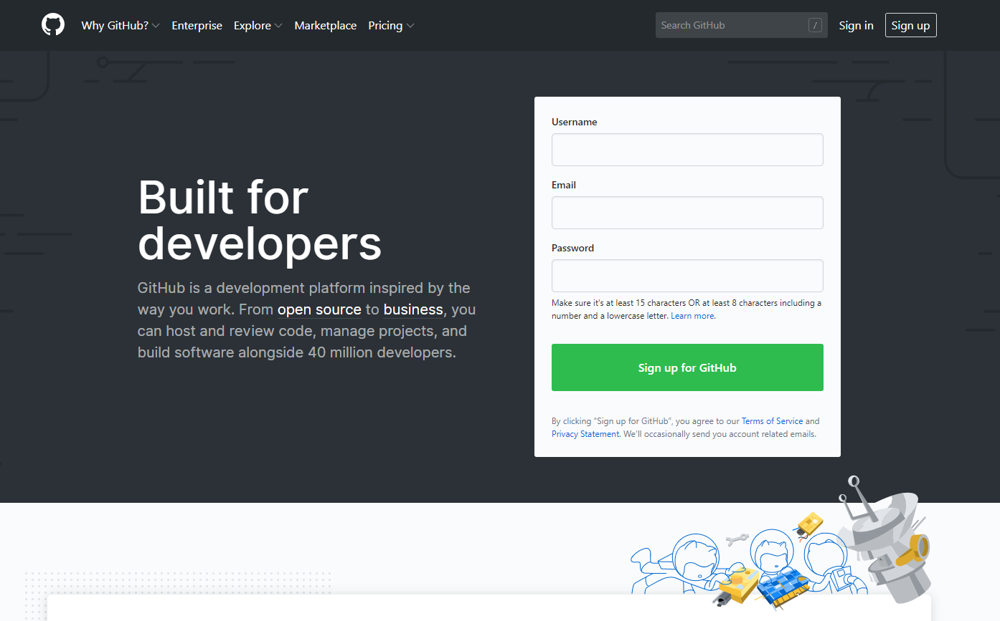 Why GitHub? Enterprise Explore Marketplace Pricing Search GitHub / Sign in Sign up
Built for
developers
GitHub is a development platform inspired by the
way you work. From open source to business, you
can host and review code, manage projects, and
build software alongside 40 million developers.
Username
Email
Password
Make sure it's at least 15 characters OR at least 8 characters including a
number and a lowercase letter. Learn more.
Sign up for GitHub
By clicking “Sign up for GitHub”, you agree to our Terms of Service and
Privacy Statement. We’ll occasionally send you account related emails.